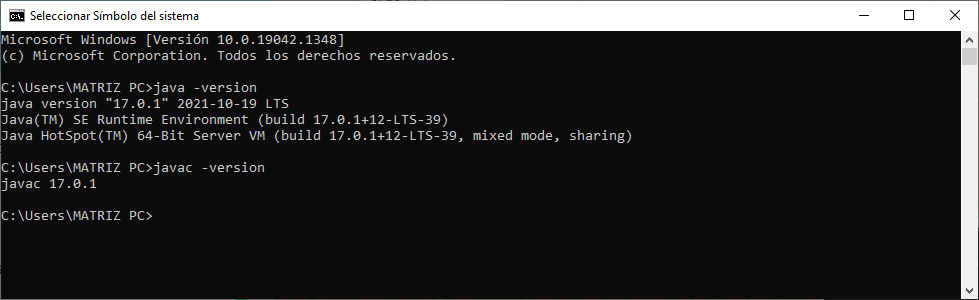 Seleccionar Símbolo del sistema
Microsoft Windows [Versión 10.0.19042.1348]
(c) Microsoft Corporation. Todos los derechos reservados.
C:\Users\MATRIZ PC>java -version
java version "17.0.1" 2021-10-19 LTS
Java(TM) SE Runtime Environment (build 17.0.1+12-LTS-39)
Java HotSpot(TM) 64-Bit Server VM (build 17.0.1+12-LTS-39, mixed mode, sharing)
C:\Users\MATRIZ PC>javac -version
javac 17.0.1
C:\Users\MATRIZ PC>